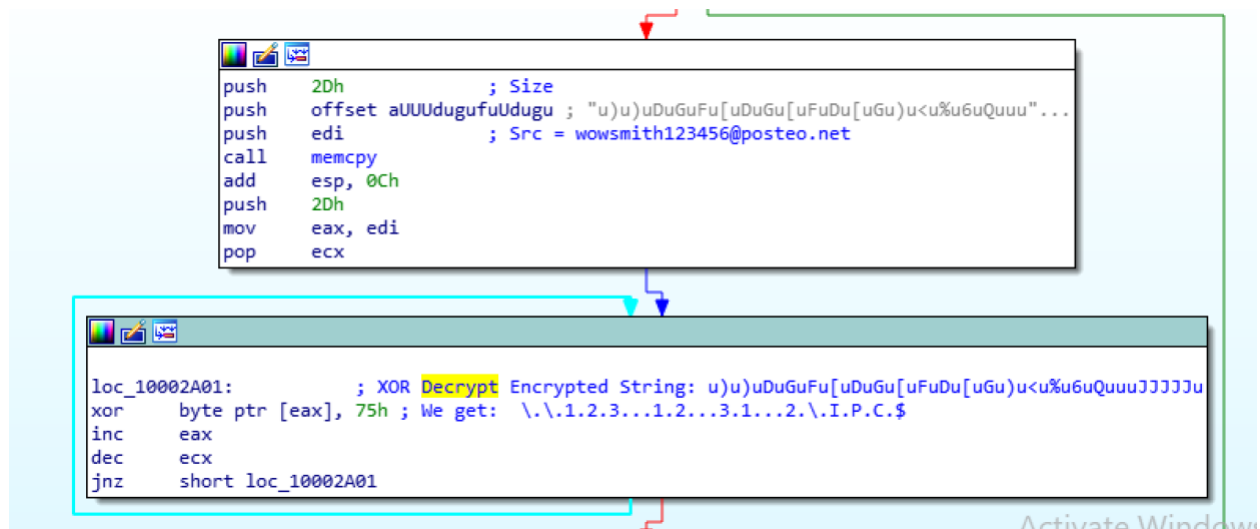 push 2Dh ; Size
push offset aUUUdugufuUdugu ; "u)u)uDuGuFu[uDuGu[uFuDu[uGu)u<u%u6uQuuu"...
push edi ; Src = wowsmith123456@posteo.net
call memcpy
add esp, 0Ch
push 2Dh
mov eax, edi
pop ecx
loc_10002A01: ; XOR Decrypt Encrypted String: u)u)uDuGuFu[uDuGu[uFuDu[uGu)u<u%u6uQuuuJJJJJu
xor byte ptr [eax], 75h ; We get: \.\.1.2.3...1.2...3.1...2.\.I.P.C.$
inc eax
dec ecx
jnz short loc_10002A01
Activate Window